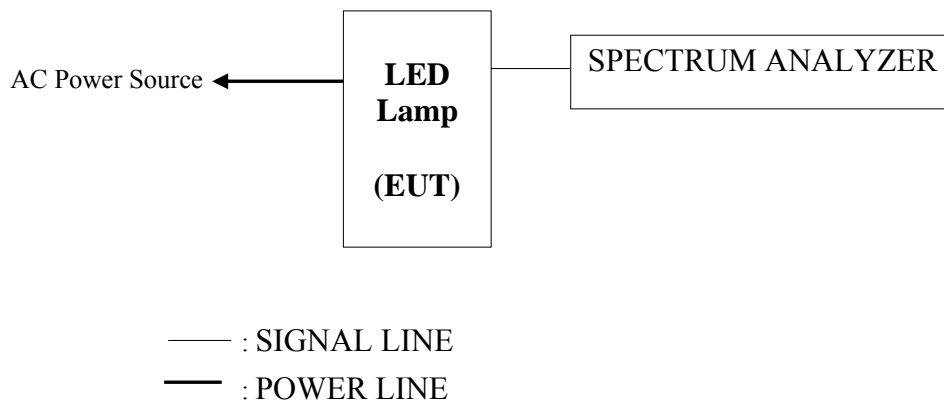 AC Power Source
LED
Lamp
(EUT)
SPECTRUM ANALYZER
: SIGNAL LINE
: POWER LINE